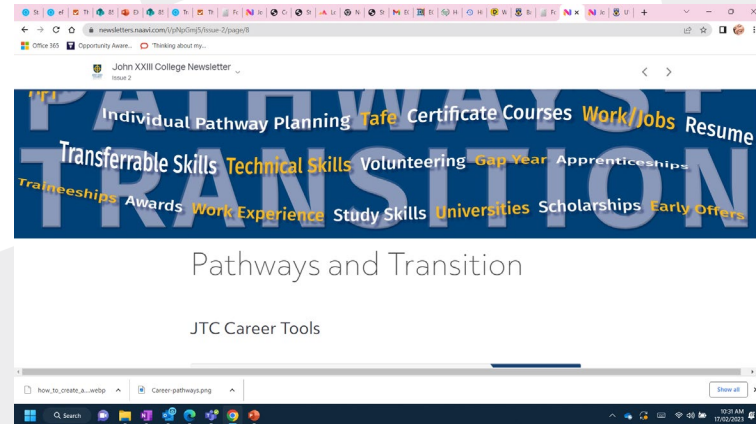 newsletters.naavi.com/i/pNpGmj5/issue-2/page/8
Office 365 Opportunity Aware... Thinking about my...
John XXIII College Newsletter
Issue 2
PATHWAYS+
Individual Pathway Planning Tafe Certificate Courses Work/Jobs Resume
TRANSITION
Transferrable Skills Technical Skills Volunteering Gap Year Apprenticeships
Traineeships Awards Work Experience Study Skills Universities Scholarships Early Offers
Pathways and Transition
JTC Career Tools
how_to_create_a....webp Career-pathways.png Show all
Search 10:31 AM
17/02/2023